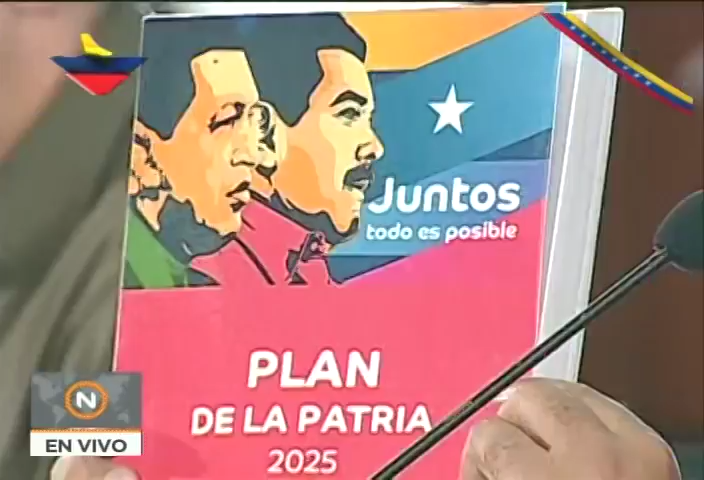 Juntos
todo es posible
PLAN
DE LA PATRIA
2025
N
EN VIVO